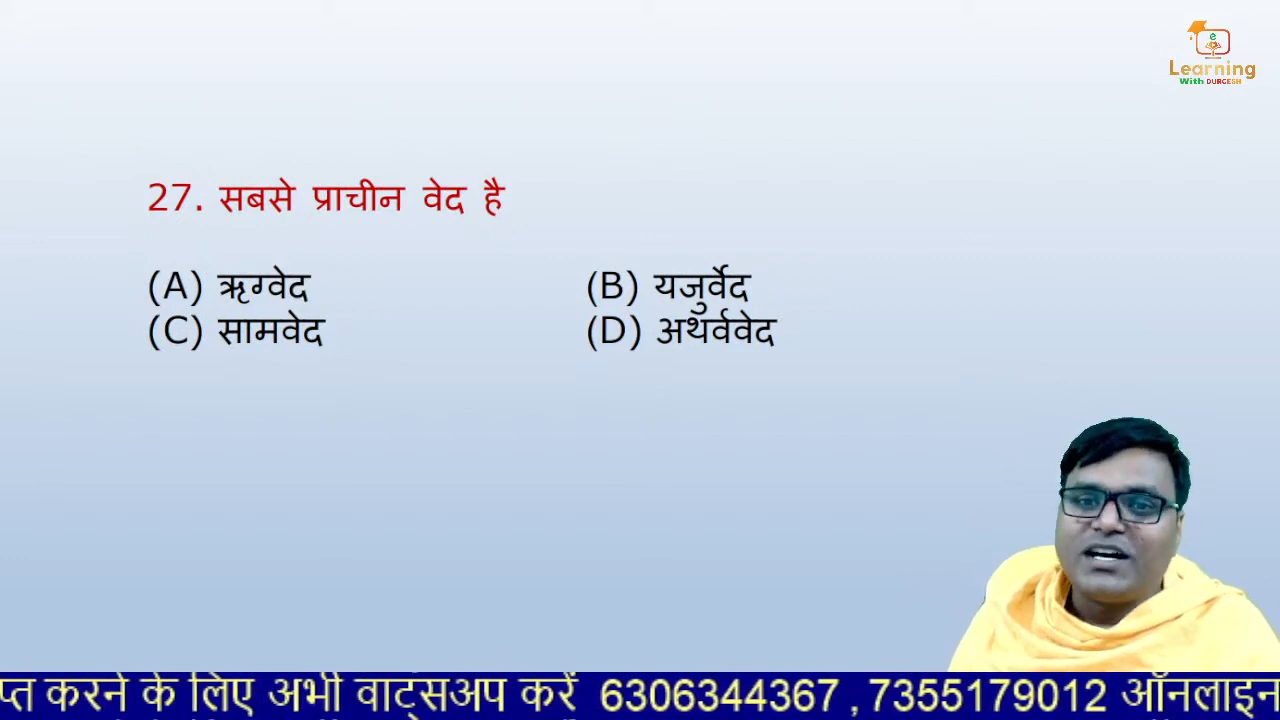 e
Learning
With DURGESH
27. सबसे प्राचीन वेद है
(A) ऋग्वेद (B) यजुर्वेद
(C) सामवेद (D) अथर्ववेद
प्त करने के लिए अभी वाट्सअप करें 6306344367 , 7355179012 ऑनलाइन